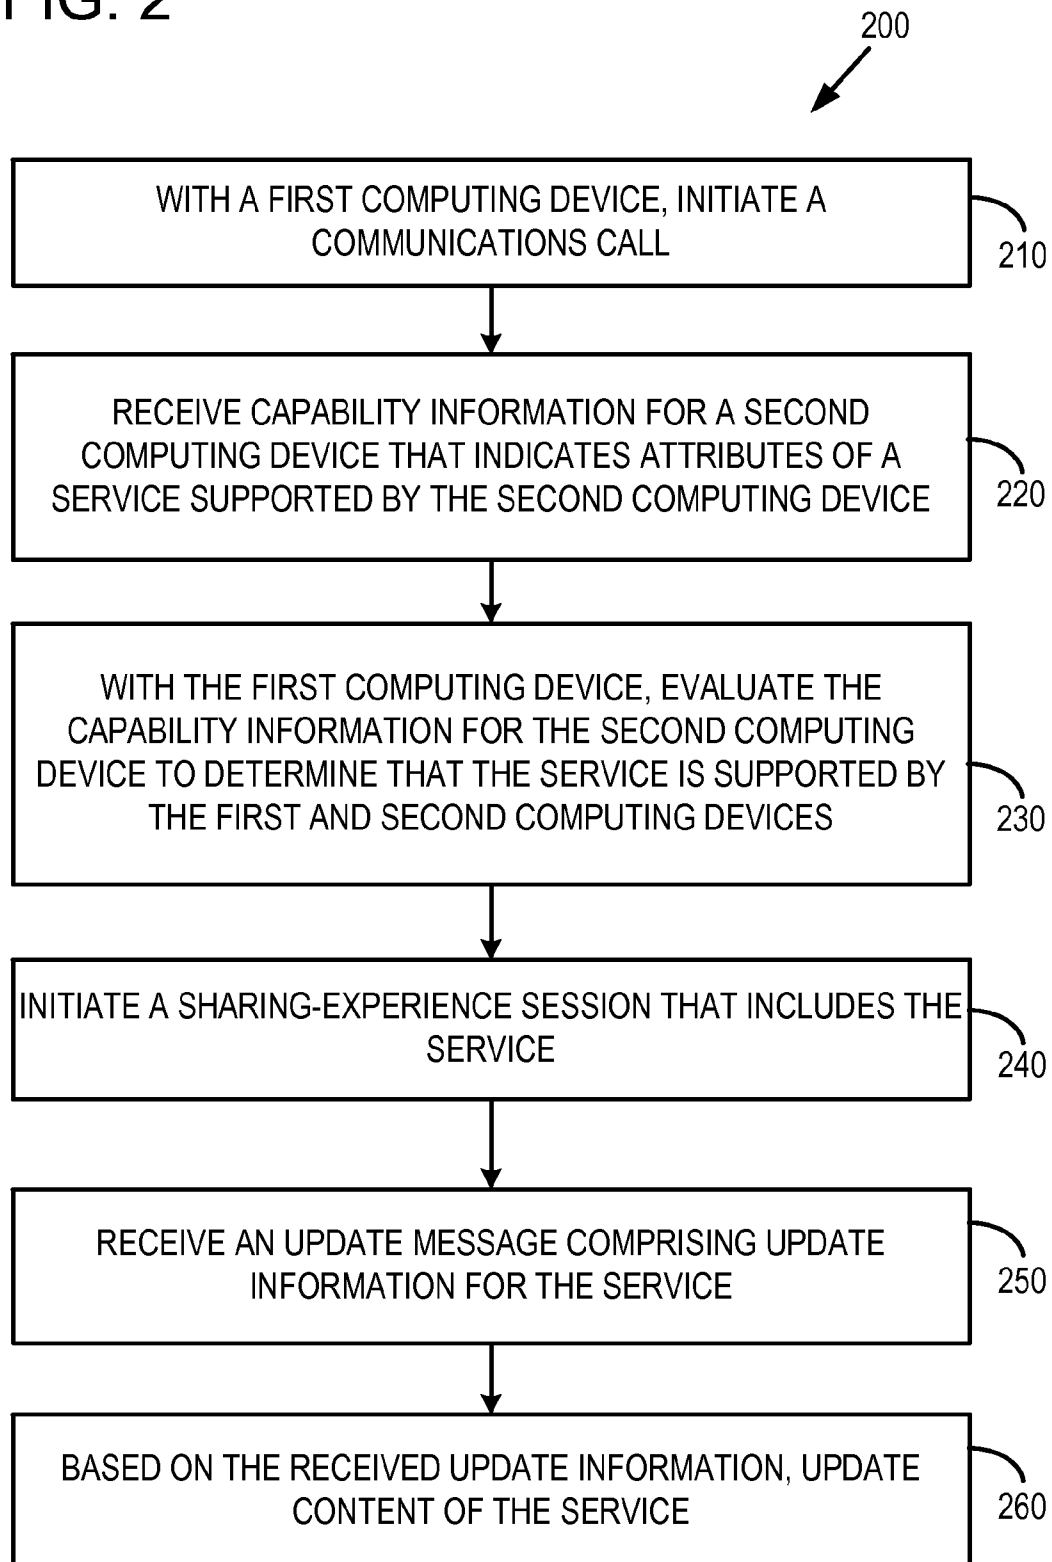 FIG. 2
200
WITH A FIRST COMPUTING DEVICE, INITIATE A
COMMUNICATIONS CALL
210
RECEIVE CAPABILITY INFORMATION FOR A SECOND
COMPUTING DEVICE THAT INDICATES ATTRIBUTES OF A
SERVICE SUPPORTED BY THE SECOND COMPUTING DEVICE
220
WITH THE FIRST COMPUTING DEVICE, EVALUATE THE
CAPABILITY INFORMATION FOR THE SECOND COMPUTING
DEVICE TO DETERMINE THAT THE SERVICE IS SUPPORTED BY
THE FIRST AND SECOND COMPUTING DEVICES
230
INITIATE A SHARING-EXPERIENCE SESSION THAT INCLUDES THE
SERVICE
240
RECEIVE AN UPDATE MESSAGE COMPRISING UPDATE
INFORMATION FOR THE SERVICE
250
BASED ON THE RECEIVED UPDATE INFORMATION, UPDATE
CONTENT OF THE SERVICE
260